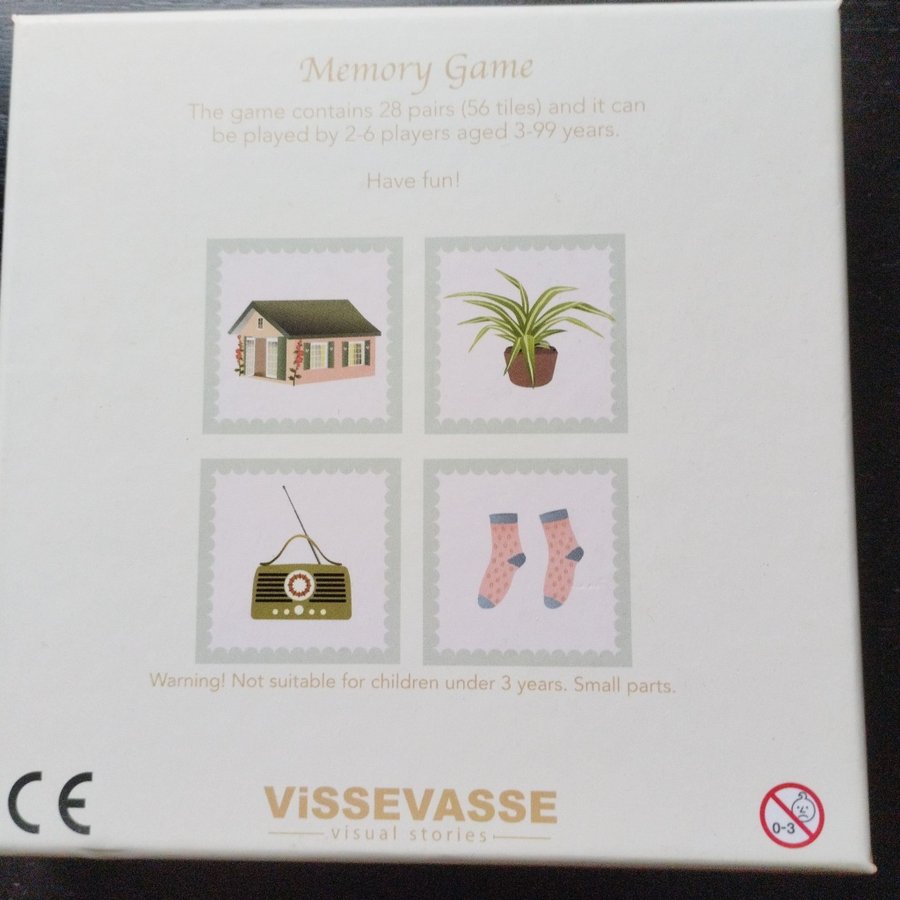 Memory Game
The game contains 28 pairs (56 tiles) and it can
be played by 2-6 players aged 3-99 years.
Have fun!
Warning! Not suitable for children under 3 years. Small parts.
CE
ViSSEVASSE
visual stories
0-3